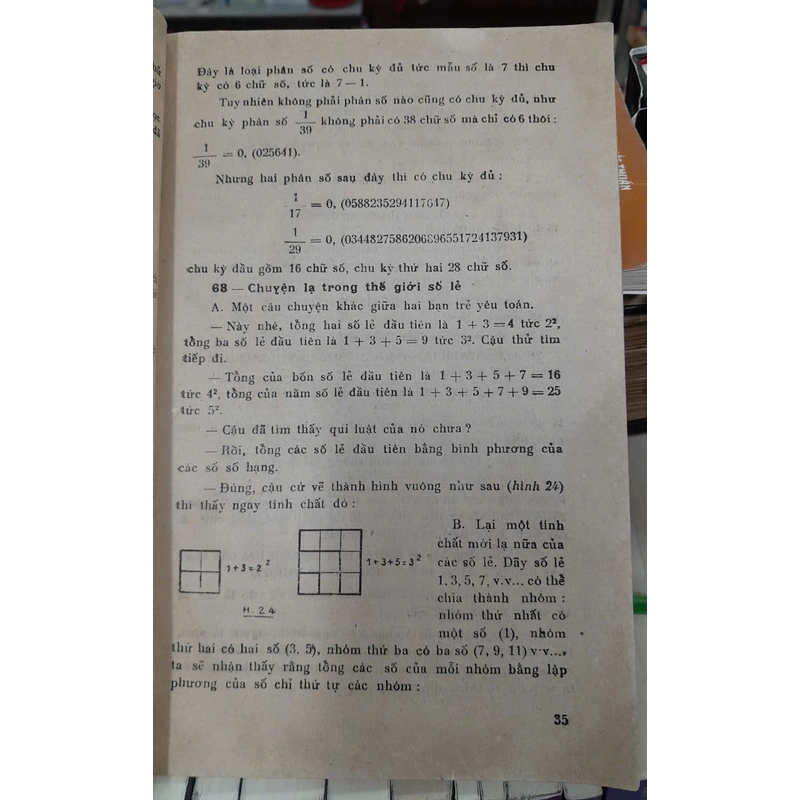 Đây là loại phân số có chu kỳ đủ tức mẫu số là 7 thì chu
kỳ có 6 chữ số, tức là 7 — 1.
Tuy nhiên không phải phân số nào cũng có chu kỳ đủ, như
chu kỳ phân số 1/39 không phải có 38 chữ số mà chỉ có 6 thôi :
1/39 = 0, (025641).
Nhưng hai phân số sau đây thì có chu kỳ đủ :
1/17 = 0, (0588235294117647)
1/29 = 0, (0344827586206896551724137931)
chu kỳ đầu gồm 16 chữ số, chu kỳ thứ hai 28 chữ số.
68 — Chuyện lạ trong thế giới số lẻ
A. Một câu chuyện khác giữa hai bạn trẻ yêu toán.
— Này nhé, tổng hai số lẻ đầu tiên là 1 + 3 = 4 tức 2²,
tổng ba số lẻ đầu tiên là 1 + 3 + 5 = 9 tức 3². Cậu thử tìm
tiếp đi.
— Tổng của bốn số lẻ đầu tiên là 1 + 3 + 5 + 7 = 16
tức 4², tổng của năm số lẻ đầu tiên là 1 + 3 + 5 + 7 + 9 = 25
tức 5².
— Cậu đã tìm thấy qui luật của nó chưa ?
— Rồi, tổng các số lẻ đầu tiên bằng bình phương của
các số số hạng.
— Đúng, cậu cứ vẽ thành hình vuông như sau (hình 24)
thì thấy ngay tính chất đó :
1+3=2²
1+3+5=3²
H. 24
B. Lại một tính
chất mới lạ nữa của
các số lẻ. Dãy số lẻ
1, 3, 5, 7, v.v... có thể
chia thành nhóm :
nhóm thứ nhất có
một số (1), nhóm
thứ hai có hai số (3, 5), nhóm thứ ba có ba số (7, 9, 11) v.v...,
ta sẽ nhận thấy rằng tổng các số của mỗi nhóm bằng lập
phương của số chỉ thứ tự các nhóm :
35